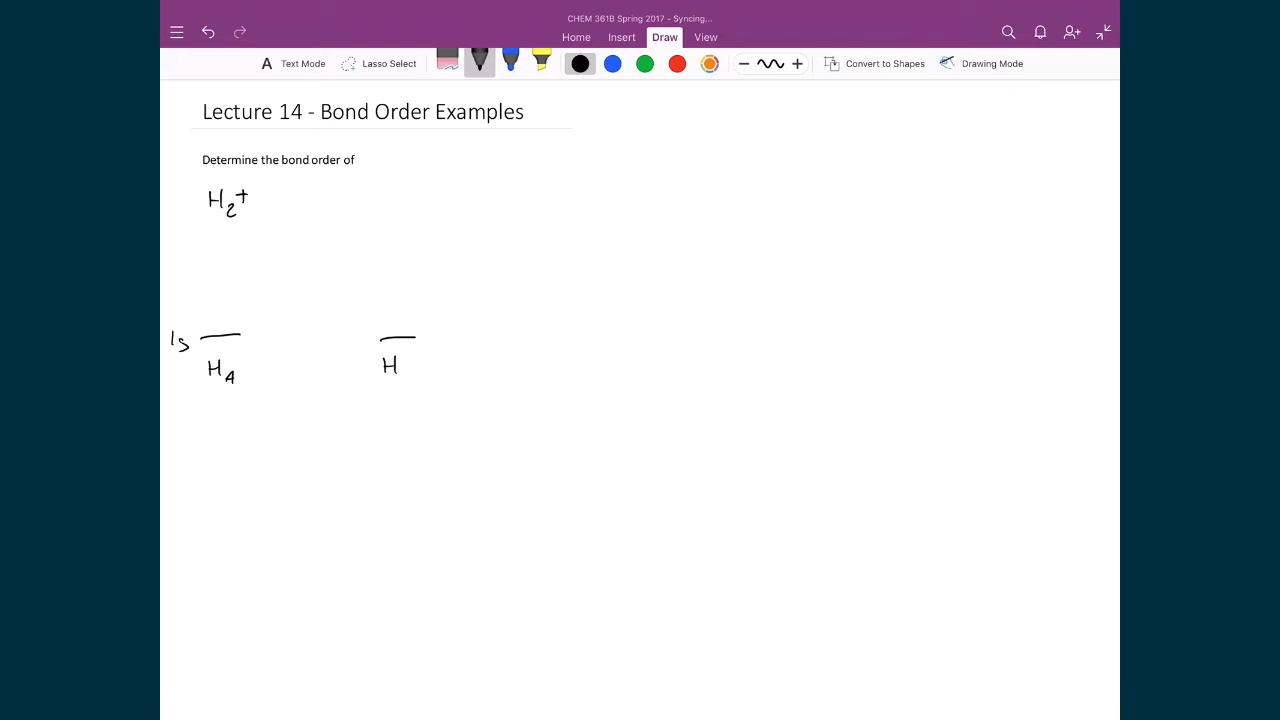 CHEM 361B Spring 2017 - Syncing...
Home Insert Draw View
A Text Mode Lasso Select Convert to Shapes Drawing Mode
Lecture 14 - Bond Order Examples
Determine the bond order of
H₂+
1s
H_A H